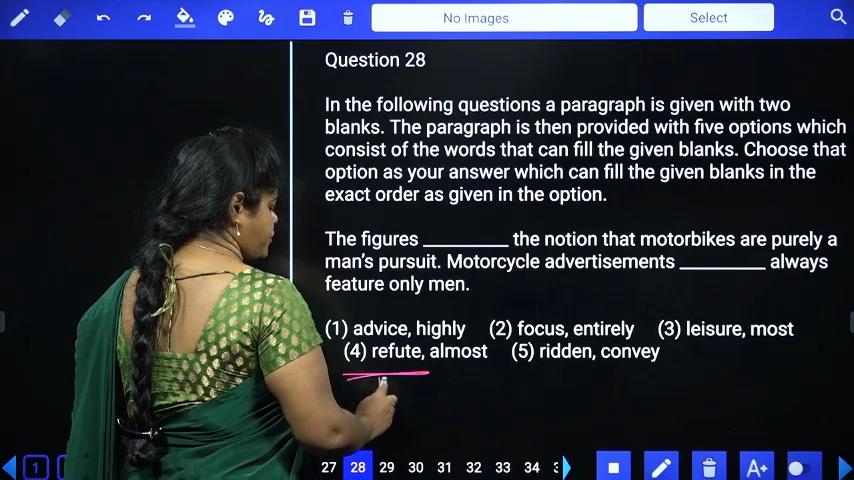 No Images
Select
Question 28
In the following questions a paragraph is given with two
blanks. The paragraph is then provided with five options which
consist of the words that can fill the given blanks. Choose that
option as your answer which can fill the given blanks in the
exact order as given in the option.
The figures ________ the notion that motorbikes are purely a
man's pursuit. Motorcycle advertisements ________ always
feature only men.
(1) advice, highly (2) focus, entirely (3) leisure, most
(4) refute, almost (5) ridden, convey
1
27 28 29 30 31 32 33 34
A+